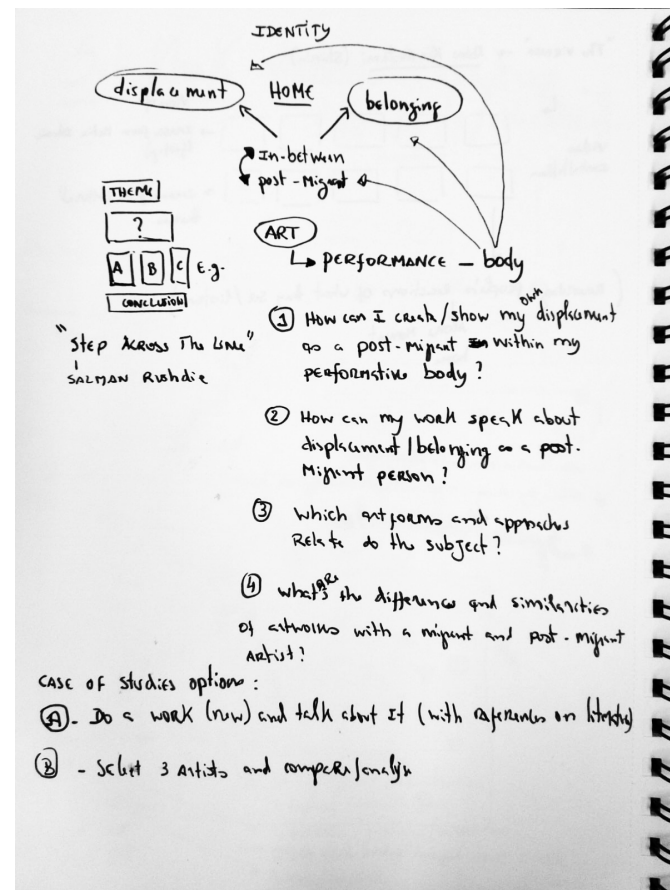 IDENTITY
displacement HOME belonging
In-between
post-Migrant
THEME
?
A B C E.g.
CONCLUSION
ART
PERFORMANCE – body
"STEP ACROSS THE LINE"
SALMAN Rushdie
① How can I create/show my own displacement
as a post-Migrant within my
performative body?
② How can my work speak about
displacement/belonging as a post-
Migrant person?
③ Which artforms and approaches
Relate do the subject?
④ what's are the difference and similarities
of artworks with a migrant and post-migrant
Artist?
CASE OF Studies options:
Ⓐ - Do a work (new) and talk about It (with references on
Ⓑ - Select 3 Artists and compare/analyse